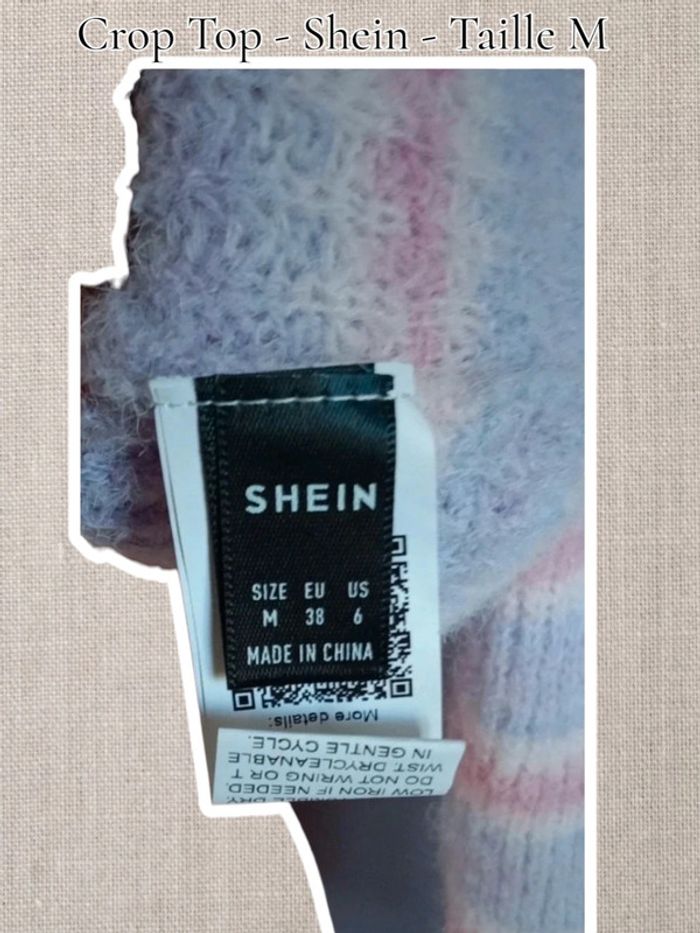 Crop Top - Shein - Taille M
SHEIN
SIZE EU US
M 38 6
MADE IN CHINA
More details:
LOW IRON IF NEEDED.
DO NOT WRING OR T
WIST. DRYCLEANABLE
IN GENTLE CYCLE.